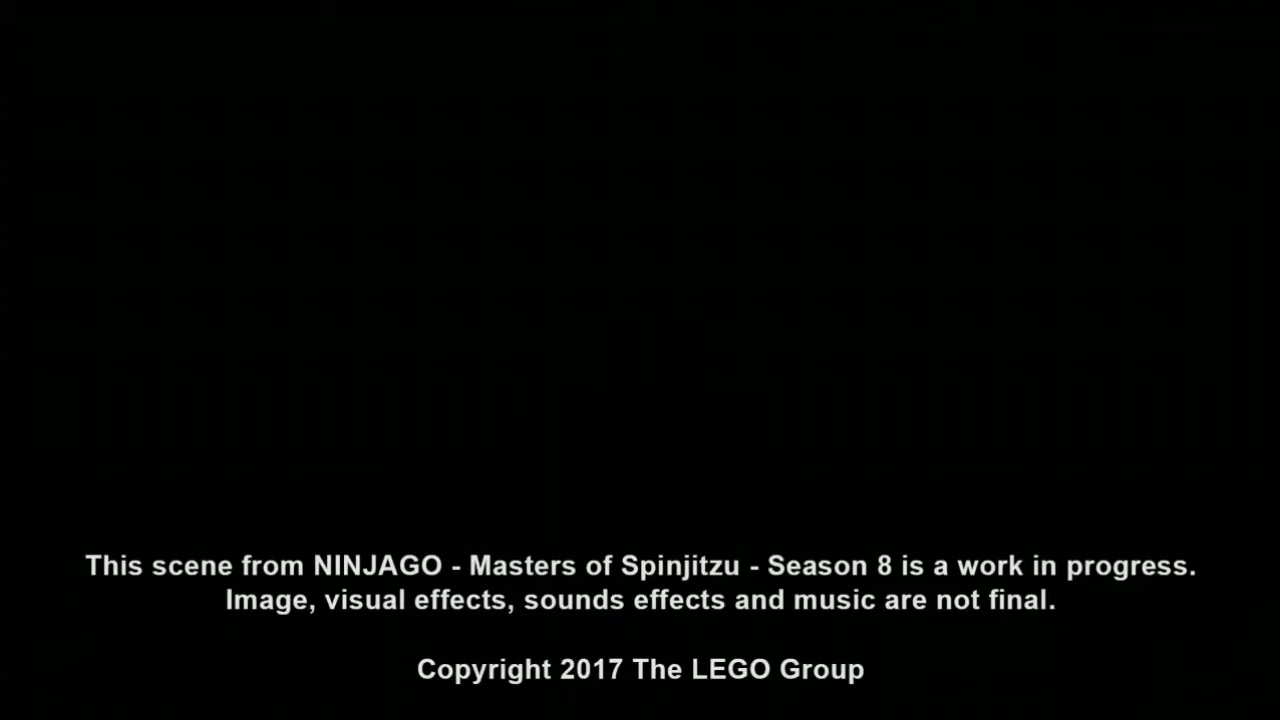 This scene from NINJAGO - Masters of Spinjitzu - Season 8 is a work in progress.
Image, visual effects, sounds effects and music are not final.
Copyright 2017 The LEGO Group